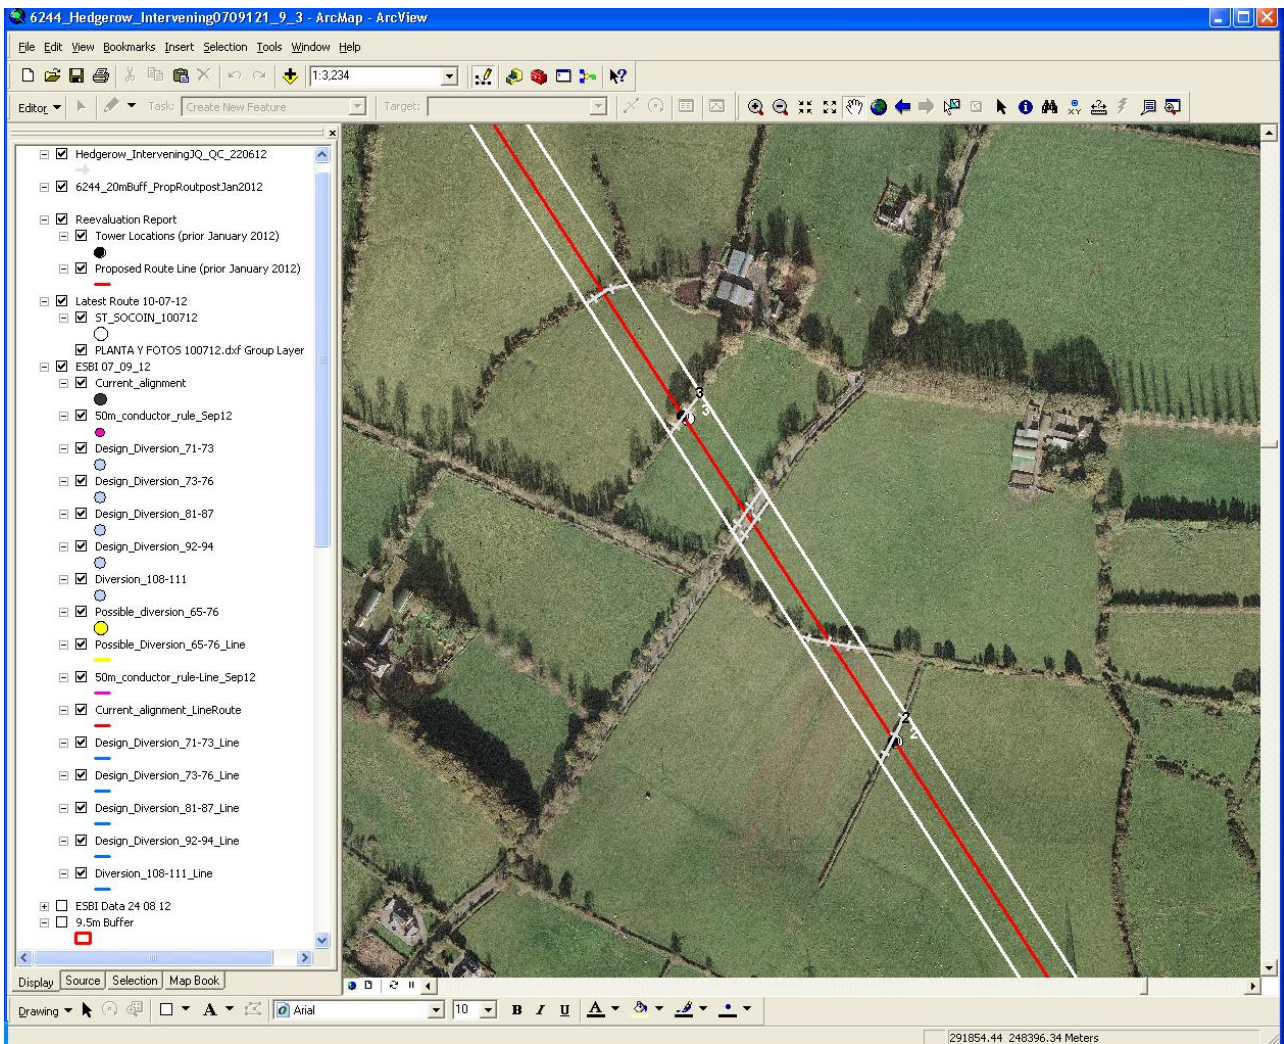 6244_Hedgerow_Intervening0709121_9_3 - ArcMap - ArcView
File Edit View Bookmarks Insert Selection Tools Window Help
1:3,234
Editor Task: Create New Feature Target:
Hedgerow_InterveningJQ_QC_220612
6244_20mBuff_PropRoutpostJan2012
Reevaluation Report
Tower Locations (prior January 2012)
Proposed Route Line (prior January 2012)
Latest Route 10-07-12
ST_SOCOIN_100712
PLANTA Y FOTOS 100712.dxf Group Layer
ESBI 07_09_12
Current_alignment
50m_conductor_rule_Sep12
Design_Diversion_71-73
Design_Diversion_73-76
Design_Diversion_81-87
Design_Diversion_92-94
Diversion_108-111
Possible_diversion_65-76
Possible_Diversion_65-76_Line
50m_conductor_rule-Line_Sep12
Current_alignment_LineRoute
Design_Diversion_71-73_Line
Design_Diversion_73-76_Line
Design_Diversion_81-87_Line
Design_Diversion_92-94_Line
Diversion_108-111_Line
ESBI Data 24 08 12
9.5m Buffer
3
3
2
2
Display Source Selection Map Book
Drawing A Arial 10 B I U A
291854.44 248396.34 Meters